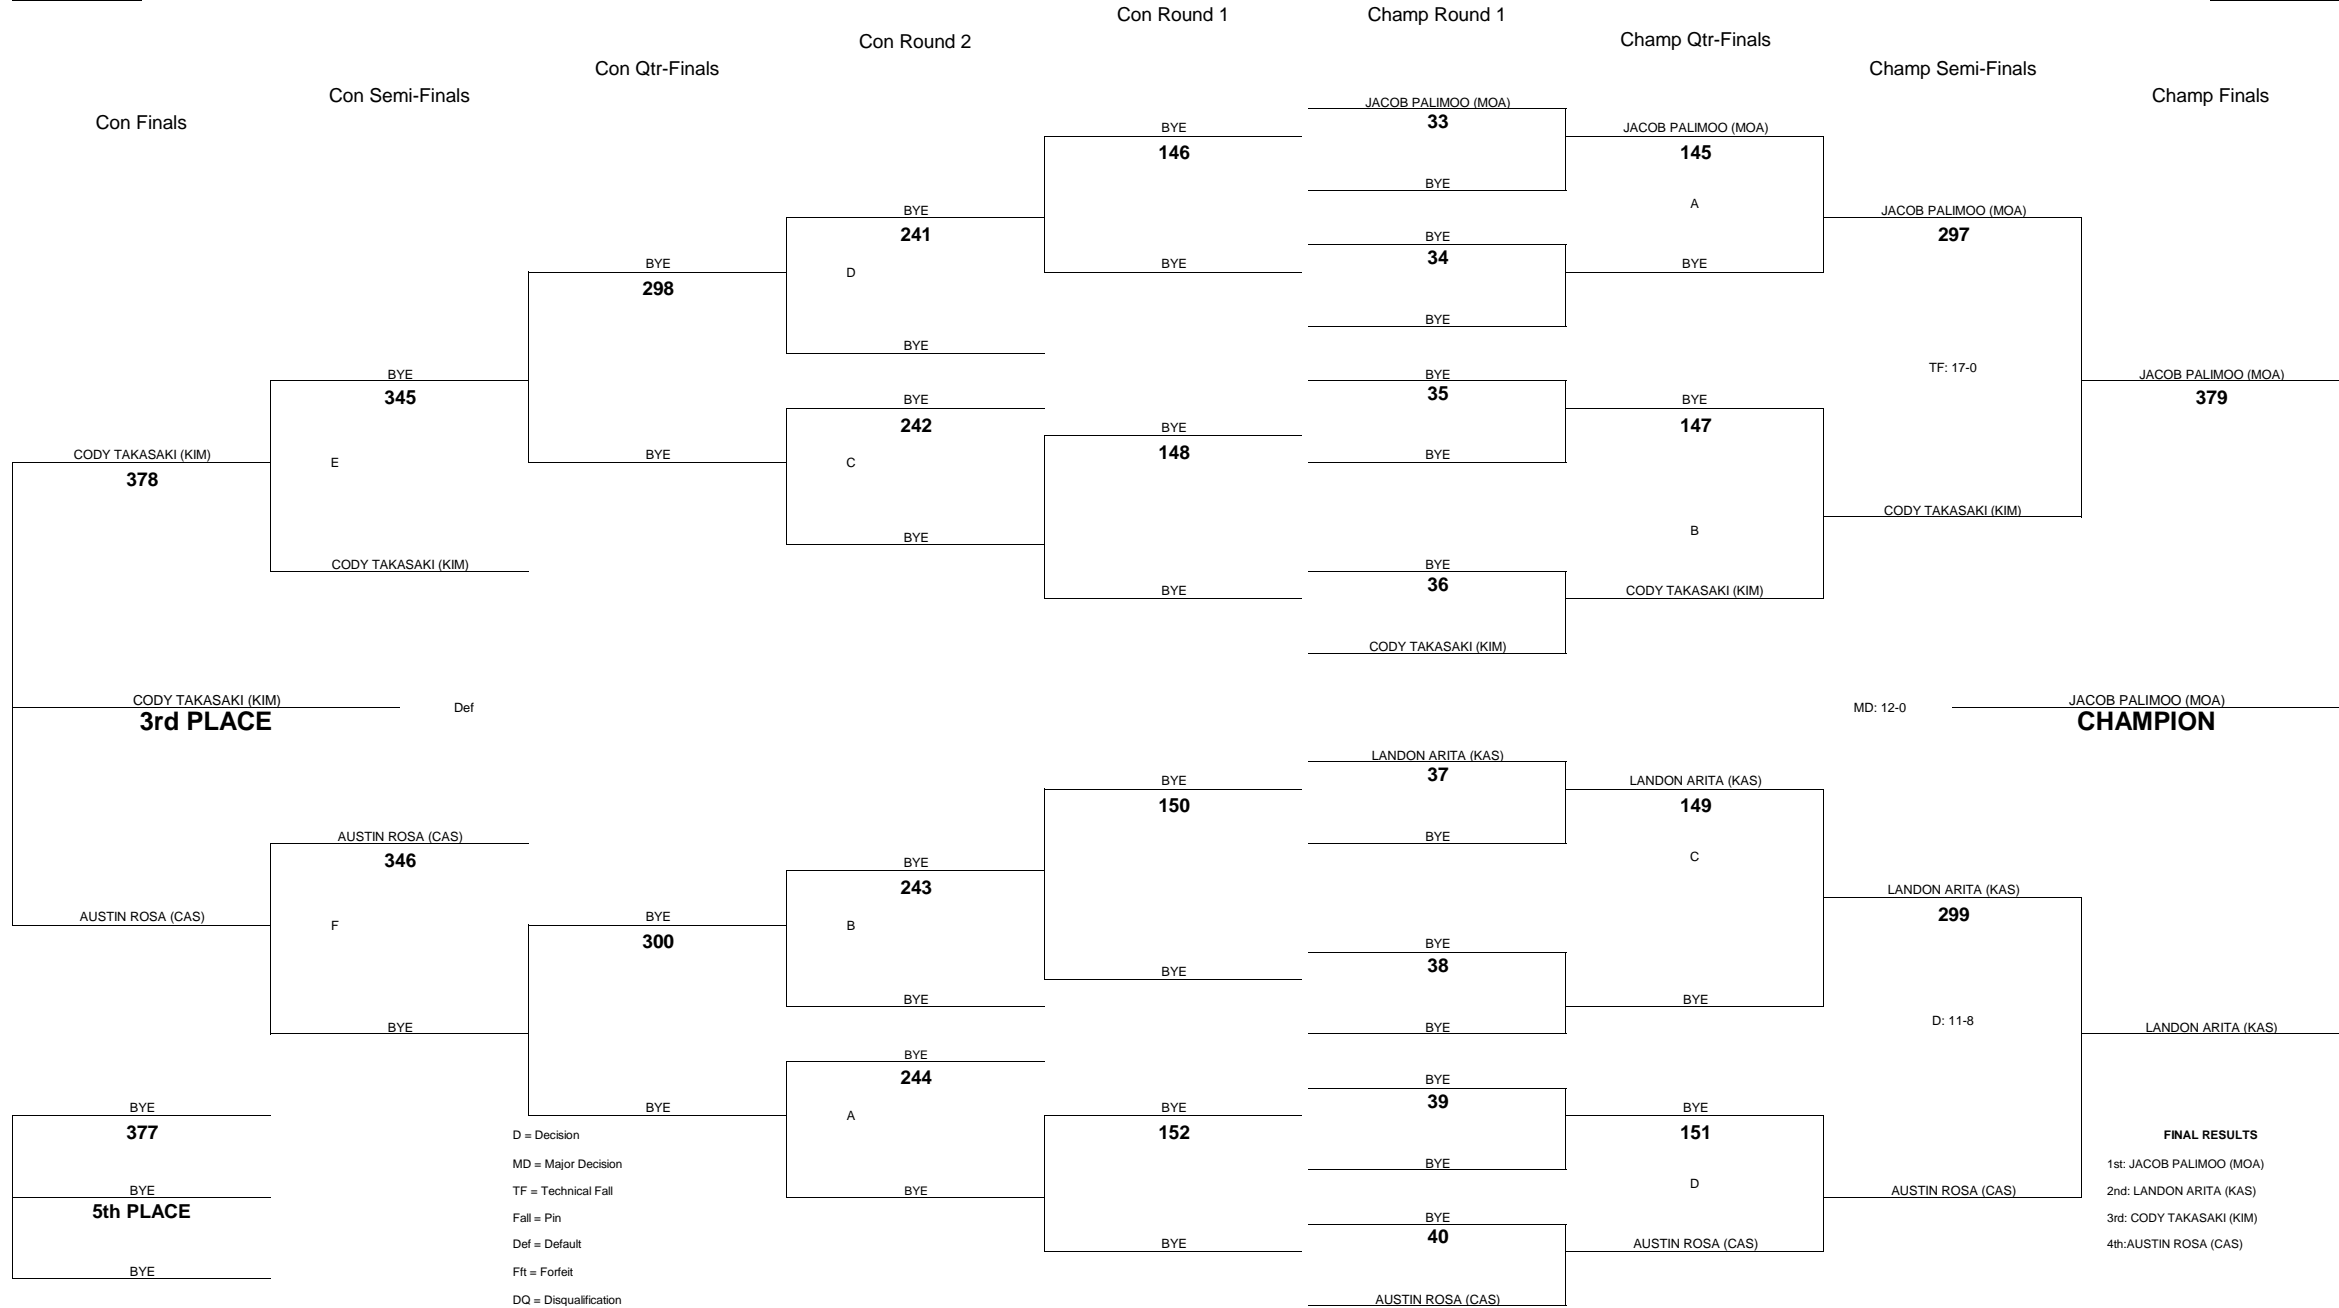 Con Round 1
Champ Round 1
Con Round 2
Champ Qtr-Finals
Con Qtr-Finals
Champ Semi-Finals
Con Semi-Finals
Champ Finals
Con Finals
JACOB PALIMOO (MOA)
33
BYE
146
JACOB PALIMOO (MOA)
145
BYE
A
BYE
241
JACOB PALIMOO (MOA)
297
BYE
34
BYE
298
D
BYE
BYE
BYE
BYE
TF: 17-0
BYE
345
BYE
35
JACOB PALIMOO (MOA)
379
BYE
242
BYE
147
BYE
148
CODY TAKASAKI (KIM)
378
E
BYE
C
BYE
CODY TAKASAKI (KIM)
BYE
B
CODY TAKASAKI (KIM)
BYE
36
BYE
CODY TAKASAKI (KIM)
CODY TAKASAKI (KIM)
CODY TAKASAKI (KIM)
3rd PLACE
Def
MD: 12-0
JACOB PALIMOO (MOA)
CHAMPION
LANDON ARITA (KAS)
37
BYE
150
LANDON ARITA (KAS)
149
AUSTIN ROSA (CAS)
346
BYE
C
BYE
243
LANDON ARITA (KAS)
299
AUSTIN ROSA (CAS)
F
BYE
300
B
BYE
38
BYE
BYE
BYE
BYE
BYE
D: 11-8
LANDON ARITA (KAS)
BYE
244
BYE
39
BYE
377
BYE
A
BYE
152
BYE
151
D = Decision
FINAL RESULTS
MD = Major Decision
BYE
1st: JACOB PALIMOO (MOA)
BYE
5th PLACE
TF = Technical Fall
BYE
D
AUSTIN ROSA (CAS)
2nd: LANDON ARITA (KAS)
Fall = Pin
BYE
40
3rd: CODY TAKASAKI (KIM)
Def = Default
BYE
AUSTIN ROSA (CAS)
4th:AUSTIN ROSA (CAS)
BYE
Fft = Forfeit
DQ = Disqualification
AUSTIN ROSA (CAS)